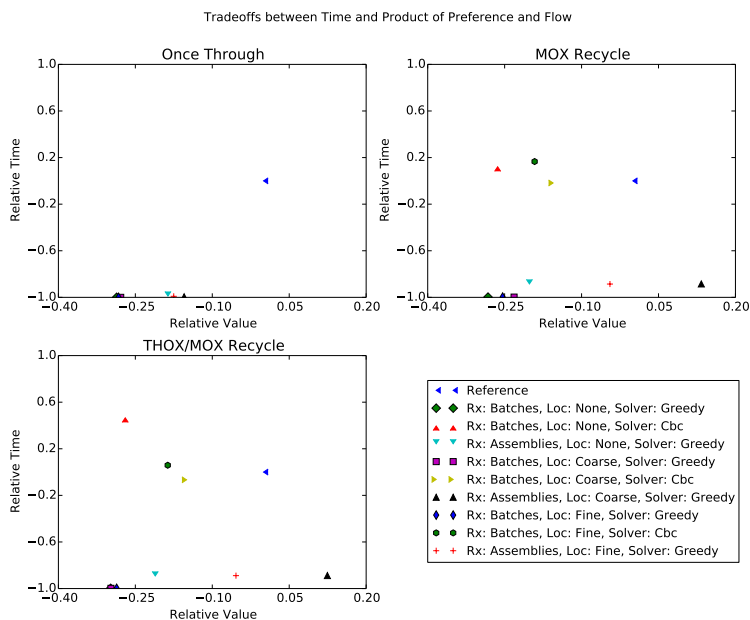 Tradeoffs between Time and Product of Preference and Flow
Once Through
1.0
0.6
0.2
−0.2
−0.6
−1.0
−0.40
−0.25
−0.10
0.05
0.20
Relative Time
Relative Value
MOX Recycle
1.0
0.6
0.2
−0.2
−0.6
−1.0
−0.40
−0.25
−0.10
0.05
0.20
Relative Time
Relative Value
THOX/MOX Recycle
1.0
0.6
0.2
−0.2
−0.6
−1.0
−0.40
−0.25
−0.10
0.05
0.20
Relative Time
Relative Value
Reference
Rx: Batches, Loc: None, Solver: Greedy
Rx: Batches, Loc: None, Solver: Cbc
Rx: Assemblies, Loc: None, Solver: Greedy
Rx: Batches, Loc: Coarse, Solver: Greedy
Rx: Batches, Loc: Coarse, Solver: Cbc
Rx: Assemblies, Loc: Coarse, Solver: Greedy
Rx: Batches, Loc: Fine, Solver: Greedy
Rx: Batches, Loc: Fine, Solver: Cbc
Rx: Assemblies, Loc: Fine, Solver: Greedy